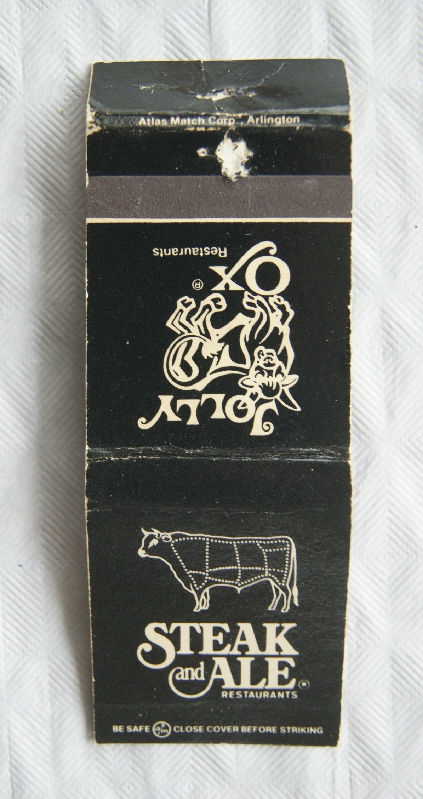 Atlas Match Corp., Arlington
JOLLY
OX®
Restaurants
STEAK
and ALE®
RESTAURANTS
BE SAFE CLOSE COVER BEFORE STRIKING